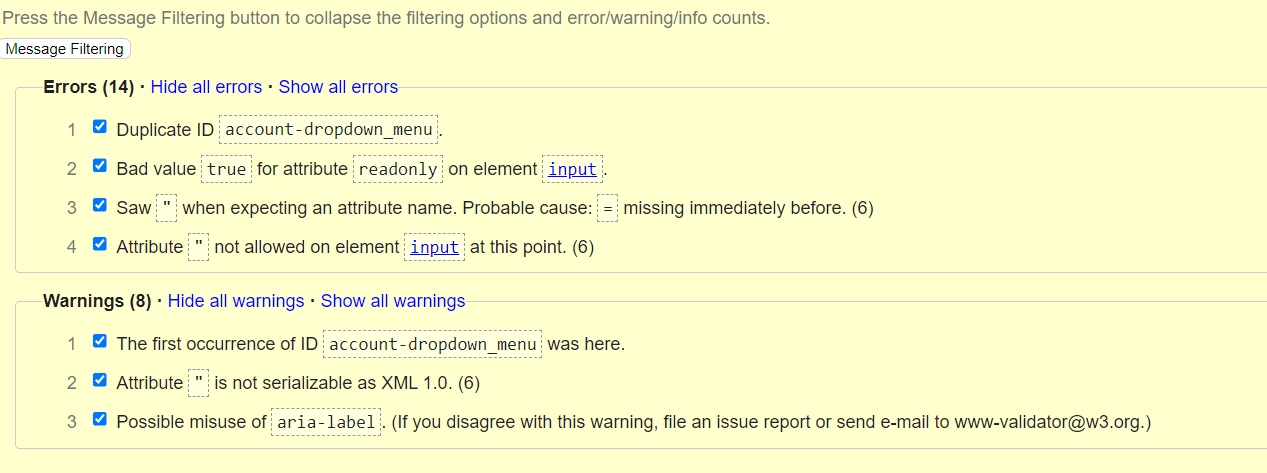 Press the Message Filtering button to collapse the filtering options and error/warning/info counts.
Message Filtering
Errors (14) · Hide all errors · Show all errors
1 Duplicate ID account-dropdown_menu.
2 Bad value true for attribute readonly on element input.
3 Saw " when expecting an attribute name. Probable cause: = missing immediately before. (6)
4 Attribute " not allowed on element input at this point. (6)
Warnings (8) · Hide all warnings · Show all warnings
1 The first occurrence of ID account-dropdown_menu was here.
2 Attribute " is not serializable as XML 1.0. (6)
3 Possible misuse of aria-label. (If you disagree with this warning, file an issue report or send e-mail to www-validator@w3.org.)